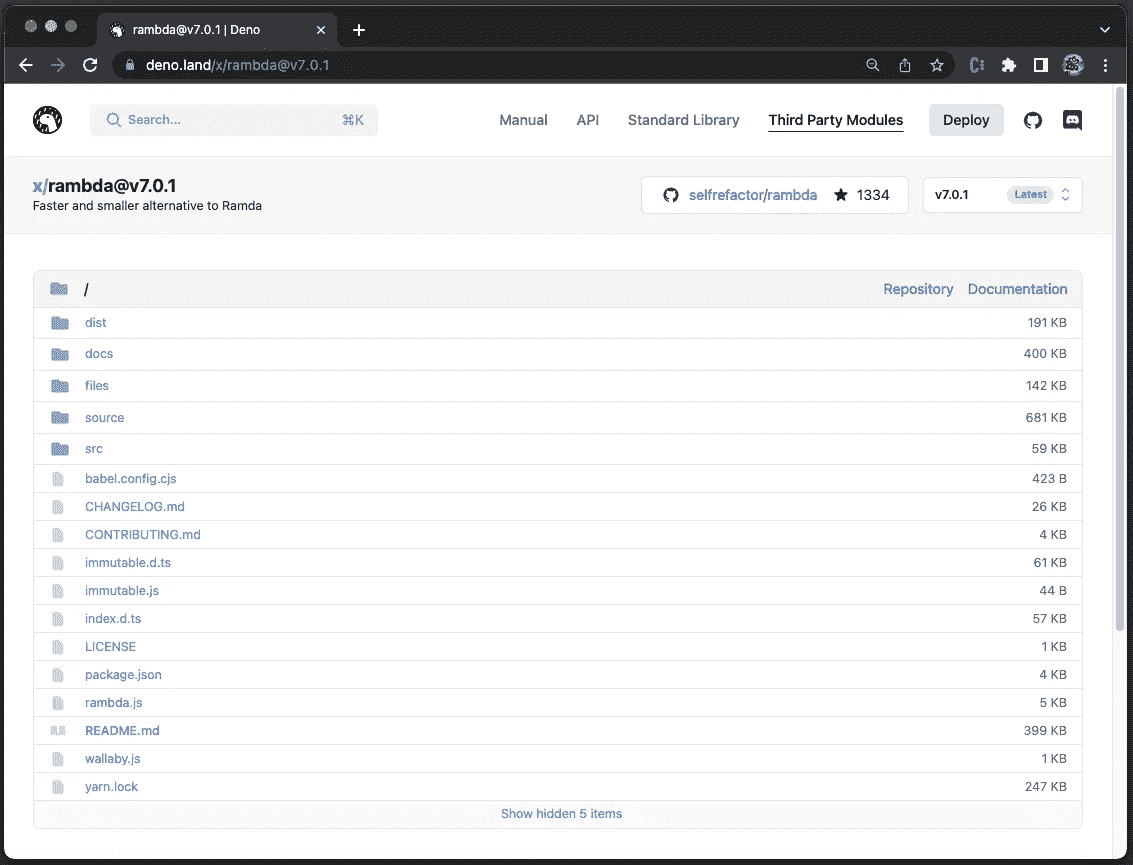 rambda@v7.0.1 | Deno
deno.land/x/rambda@v7.0.1
Search... ⌘K Manual API Standard Library Third Party Modules Deploy
x/rambda@v7.0.1
Faster and smaller alternative to Ramda
selfrefactor/rambda ★ 1334 v7.0.1 Latest
/ Repository Documentation
dist 191 KB
docs 400 KB
files 142 KB
source 681 KB
src 59 KB
babel.config.cjs 423 B
CHANGELOG.md 26 KB
CONTRIBUTING.md 4 KB
immutable.d.ts 61 KB
immutable.js 44 B
index.d.ts 57 KB
LICENSE 1 KB
package.json 4 KB
rambda.js 5 KB
README.md 399 KB
wallaby.js 1 KB
yarn.lock 247 KB
Show hidden 5 items